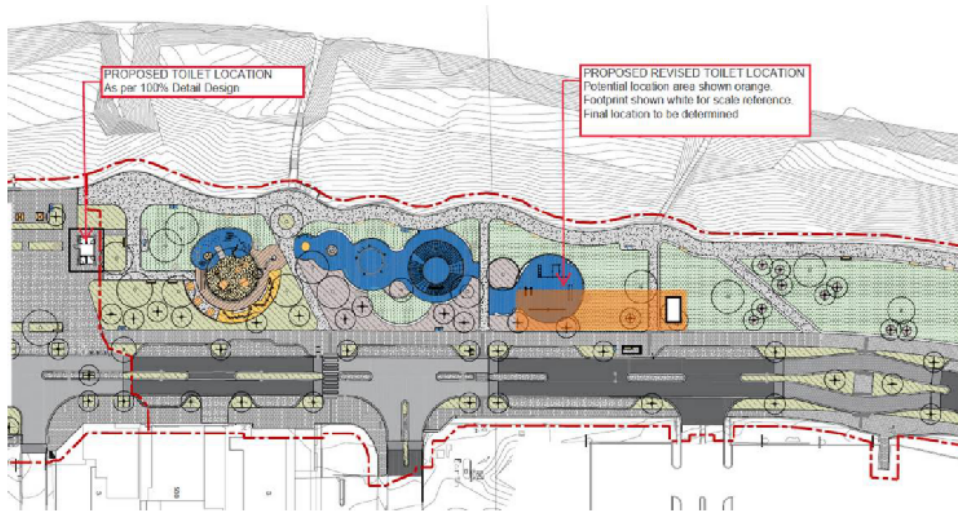 PROPOSED TOILET LOCATION
As per 100% Detail Design
PROPOSED REVISED TOILET LOCATION
Potential location area shown orange.
Footprint shown white for scale reference.
Final location to be determined